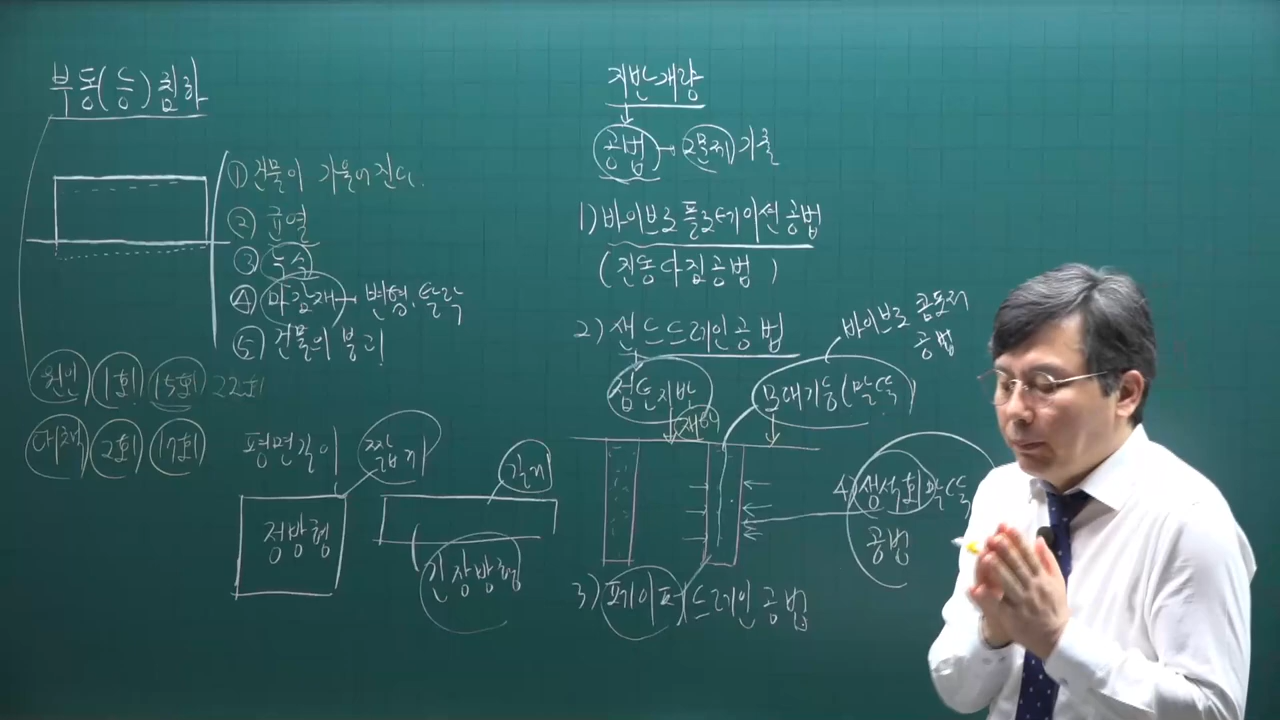 부동(등)침하
① 건물이 기울어진다.
② 균열
③ 누수
④ 마감재→변형, 탈락
⑤ 건물의 분리!
원인 1회 15회 22회
대책 2회 17회
평면길이 짧게
길게
정방형
긴 장방형
지반개량
공법→2문제 기출
1) 바이브로플로테이션공법
(진동다짐공법)
2) 샌드드레인공법
바이브로 콤포저
공법
점토지반
모래기둥(말뚝)
4) 생석회말뚝
공법
3) 페이퍼드레인공법